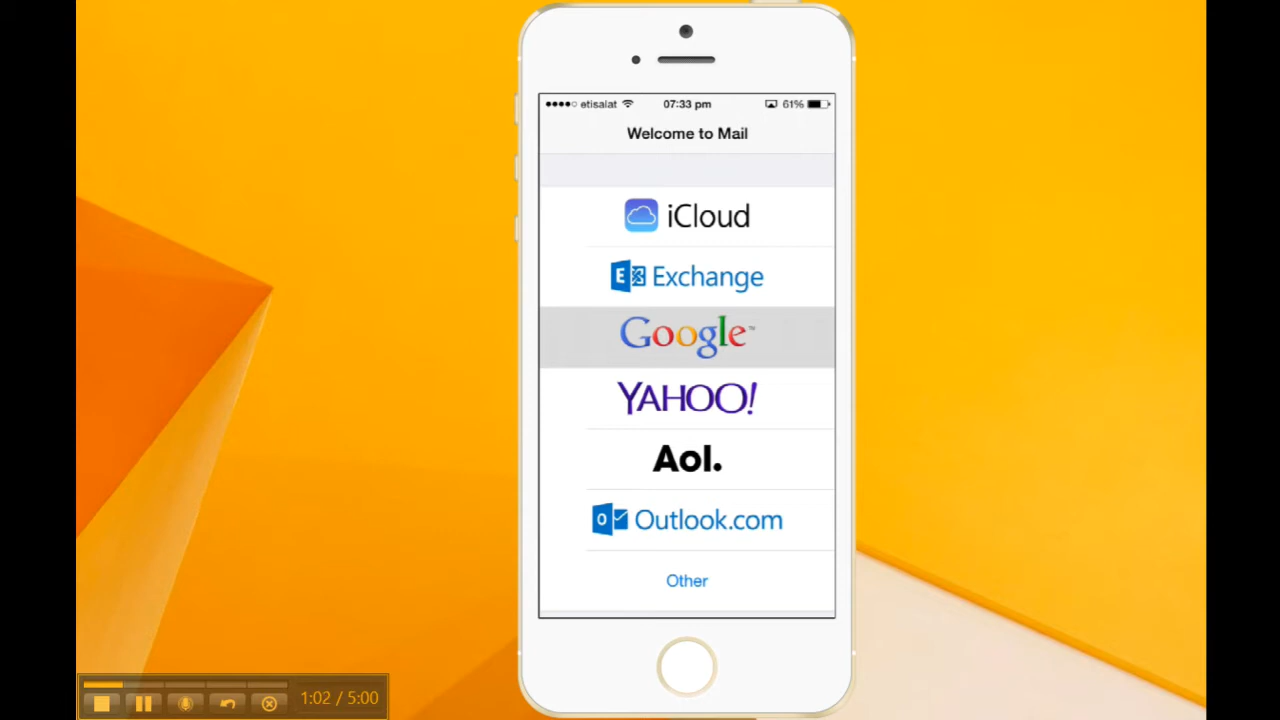 etisalat 07:33 pm 61%
Welcome to Mail
iCloud
E Exchange
Google™
YAHOO!
Aol.
O Outlook.com
Other
1:02 / 5:00